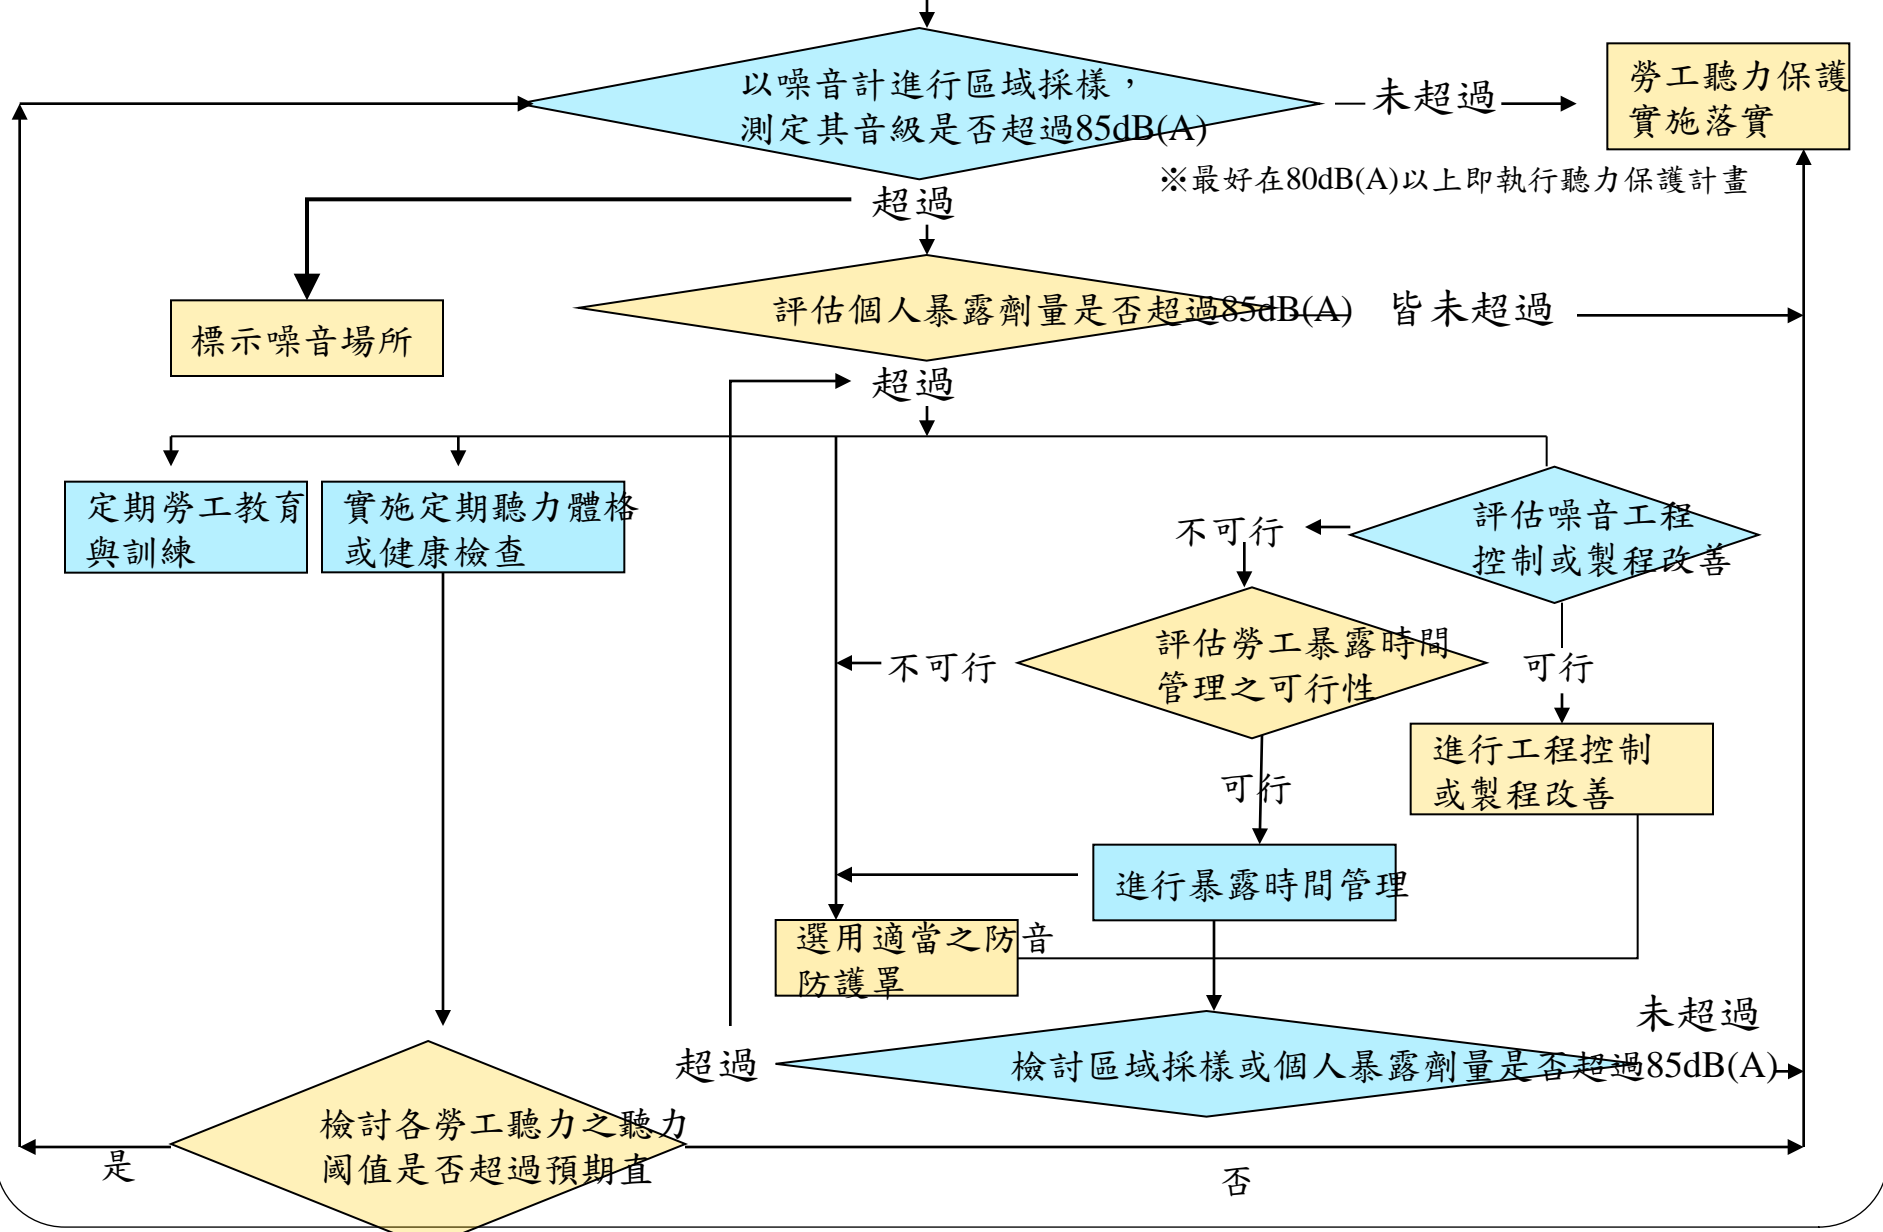 以噪音計進行區域採樣，
測定其音級是否超過85dB(A)
未超過
勞工聽力保護
實施落實
※最好在80dB(A)以上即執行聽力保護計畫
超過
標示噪音場所
評估個人暴露劑量是否超過85dB(A)
皆未超過
超過
定期勞工教育
與訓練
實施定期聽力體格
或健康檢查
不可行
評估噪音工程
控制或製程改善
不可行
評估勞工暴露時間
管理之可行性
可行
可行
進行工程控制
或製程改善
進行暴露時間管理
選用適當之防音
防護罩
未超過
超過
檢討區域採樣或個人暴露劑量是否超過85dB(A)
檢討各勞工聽力之聽力
阈值是否超過預期直
是
否